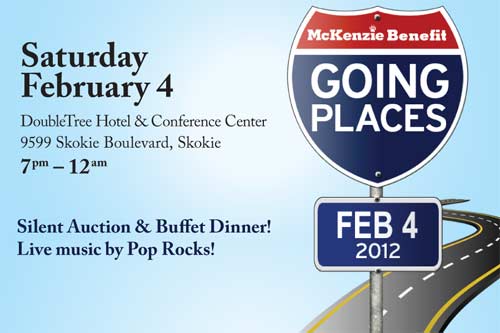 Saturday
February 4
DoubleTree Hotel & Conference Center
9599 Skokie Boulevard, Skokie
7pm – 12am
Silent Auction & Buffet Dinner!
Live music by Pop Rocks!
McKenzie Benefit
GOING
PLACES
FEB 4
2012